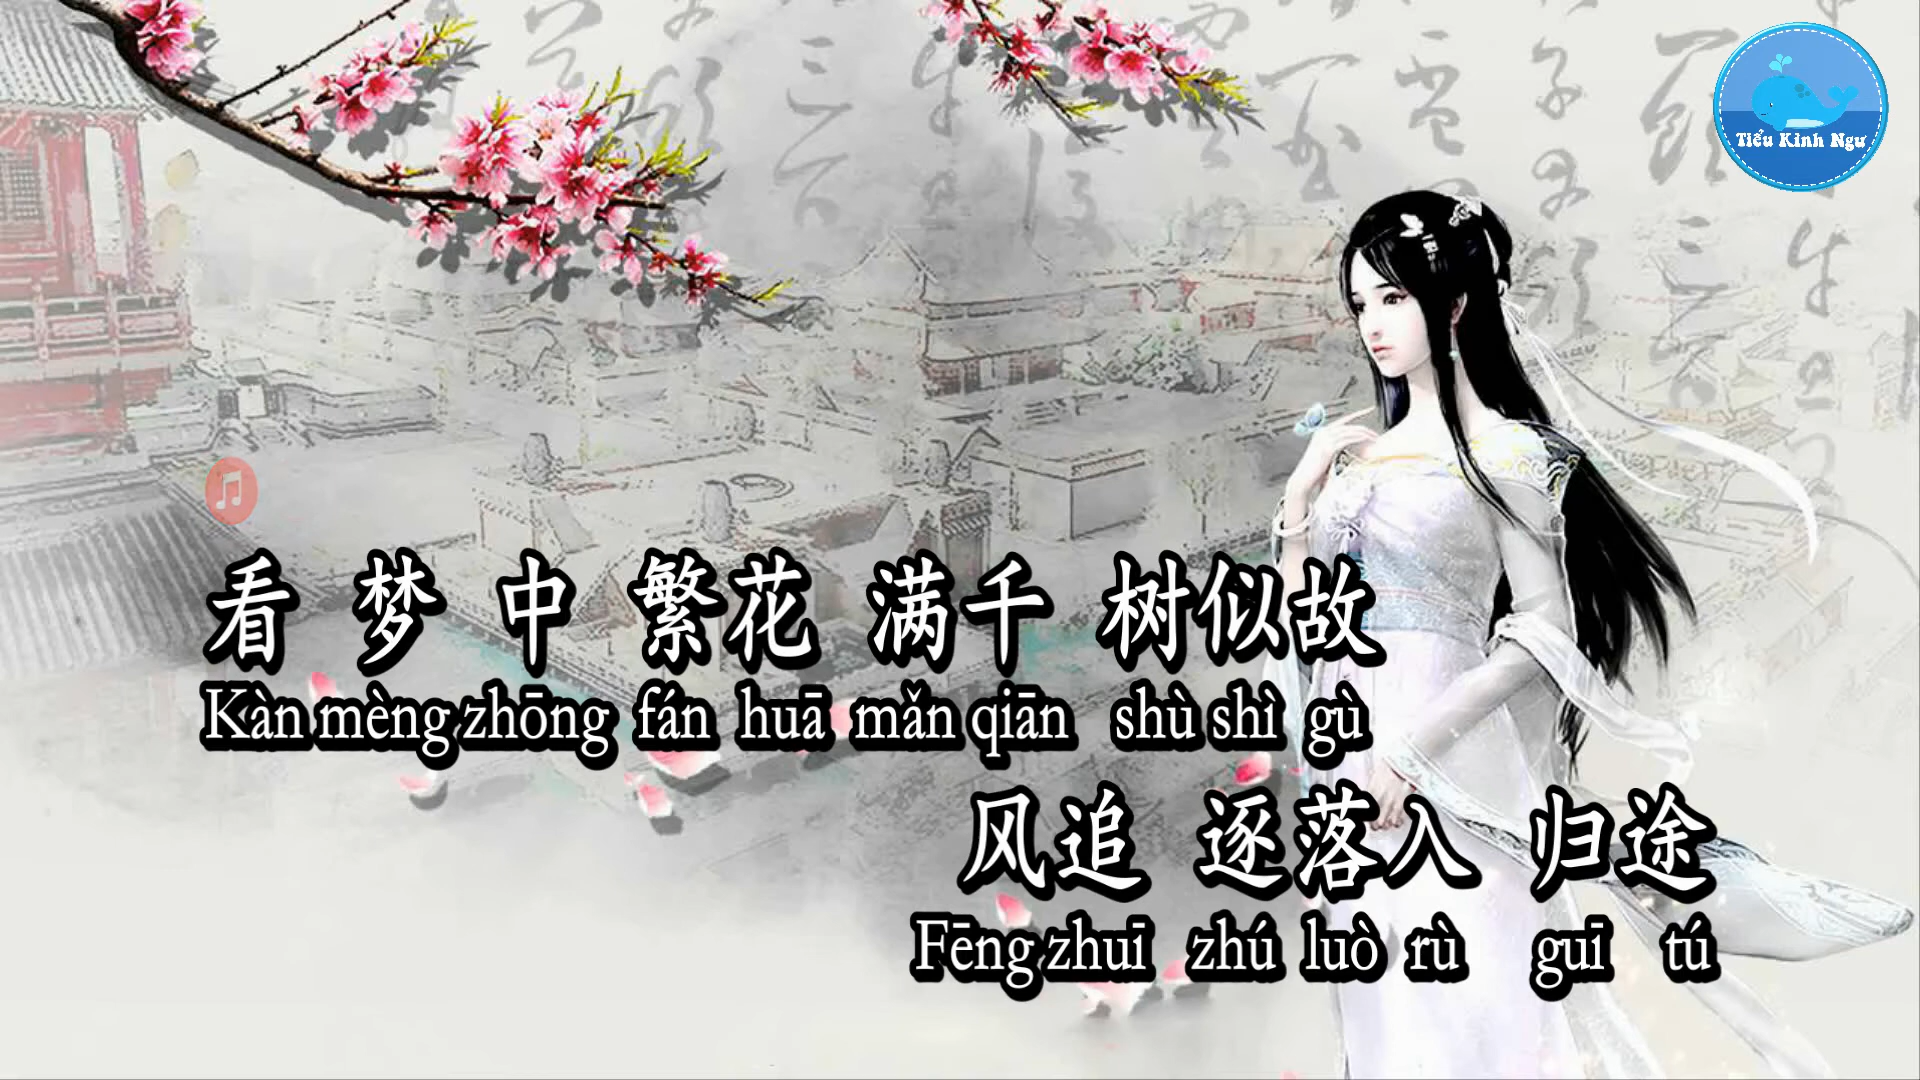 Tiểu Kình Ngư
看 梦 中 繁花 满千 树似故
Kàn mèng zhōng fán huā mǎn qiān shù shì gù
风追 逐落入 归途
Fēng zhuī zhú luò rù guī tú